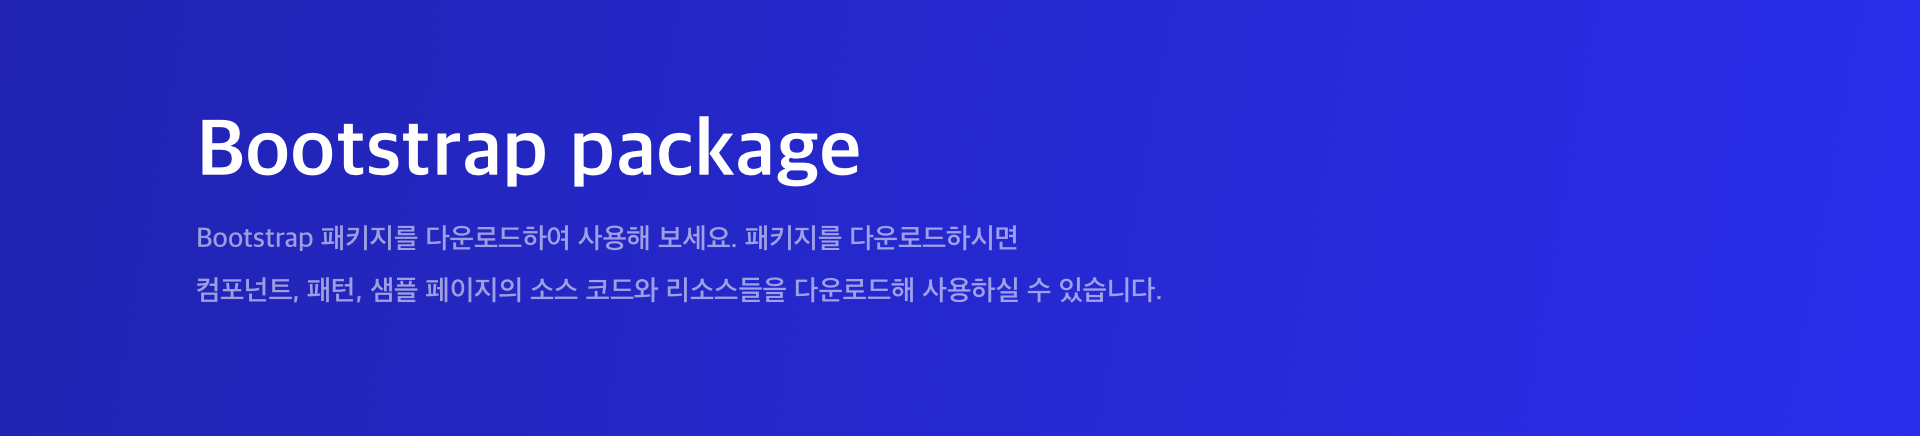 Bootstrap package
Bootstrap 패키지를 다운로드하여 사용해 보세요. 패키지를 다운로드하시면
컴포넌트, 패턴, 샘플 페이지의 소스 코드와 리소스들을 다운로드해 사용하실 수 있습니다.